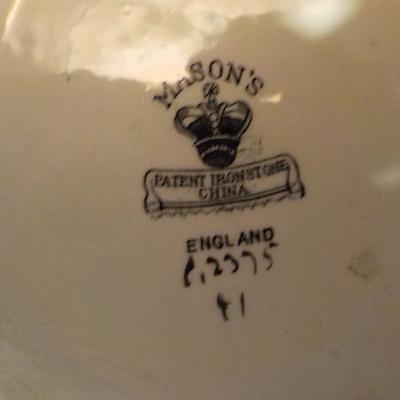 MASON'S
PATENT IRONSTONE
CHINA
ENGLAND